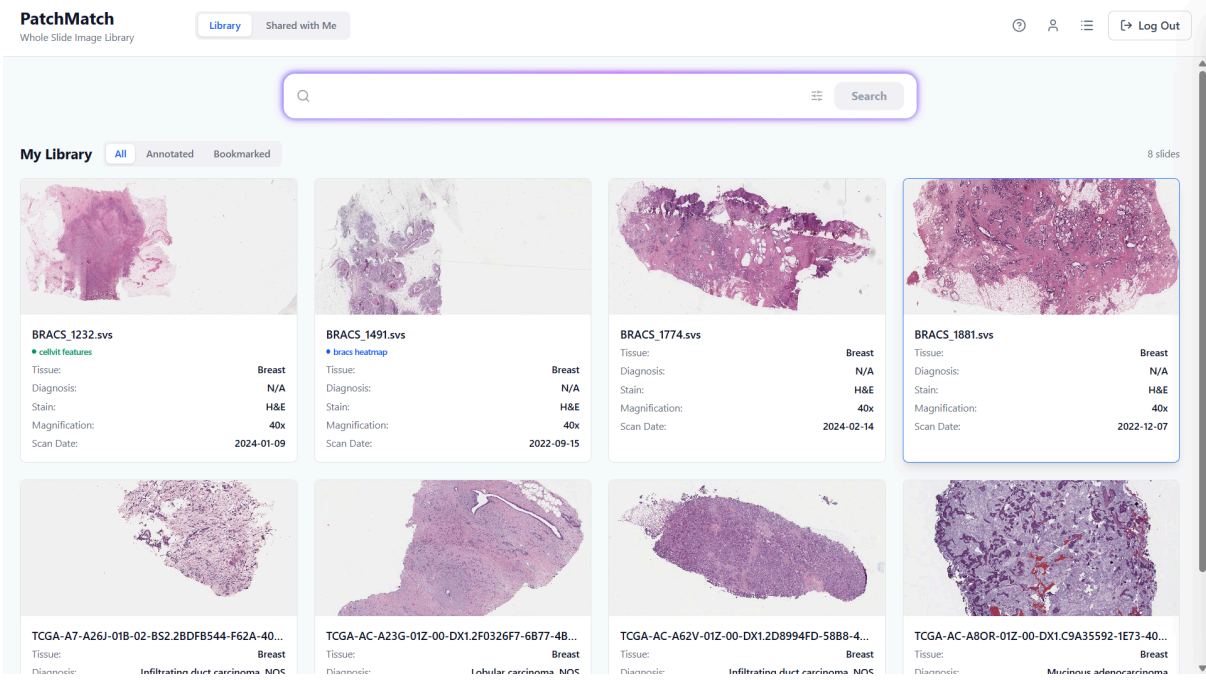 PatchMatch
Whole Slide Image Library
Library
Shared with Me
Log Out
Search
My Library
All
Annotated
Bookmarked
8 slides
BRACS_1232.svs
cellvit features
Tissue: Breast
Diagnosis: N/A
Stain: H&E
Magnification: 40x
Scan Date: 2024-01-09
BRACS_1491.svs
bracs heatmap
Tissue: Breast
Diagnosis: N/A
Stain: H&E
Magnification: 40x
Scan Date: 2022-09-15
BRACS_1774.svs
Tissue: Breast
Diagnosis: N/A
Stain: H&E
Magnification: 40x
Scan Date: 2024-02-14
BRACS_1881.svs
Tissue: Breast
Diagnosis: N/A
Stain: H&E
Magnification: 40x
Scan Date: 2022-12-07
TCGA-A7-A26J-01B-02-BS2.2BDFB544-F62A-40...
Tissue: Breast
Diagnosis: Infiltrating duct carcinoma, NOS
TCGA-AC-A23G-01Z-00-DX1.2F0326F7-6B77-4B...
Tissue: Breast
Diagnosis: Lobular carcinoma, NOS
TCGA-AC-A62V-01Z-00-DX1.2D8994FD-58B8-4...
Tissue: Breast
Diagnosis: Infiltrating duct carcinoma, NOS
TCGA-AC-A8OR-01Z-00-DX1.C9A35592-1E73-40...
Tissue: Breast
Diagnosis: Mucinous adenocarcinoma